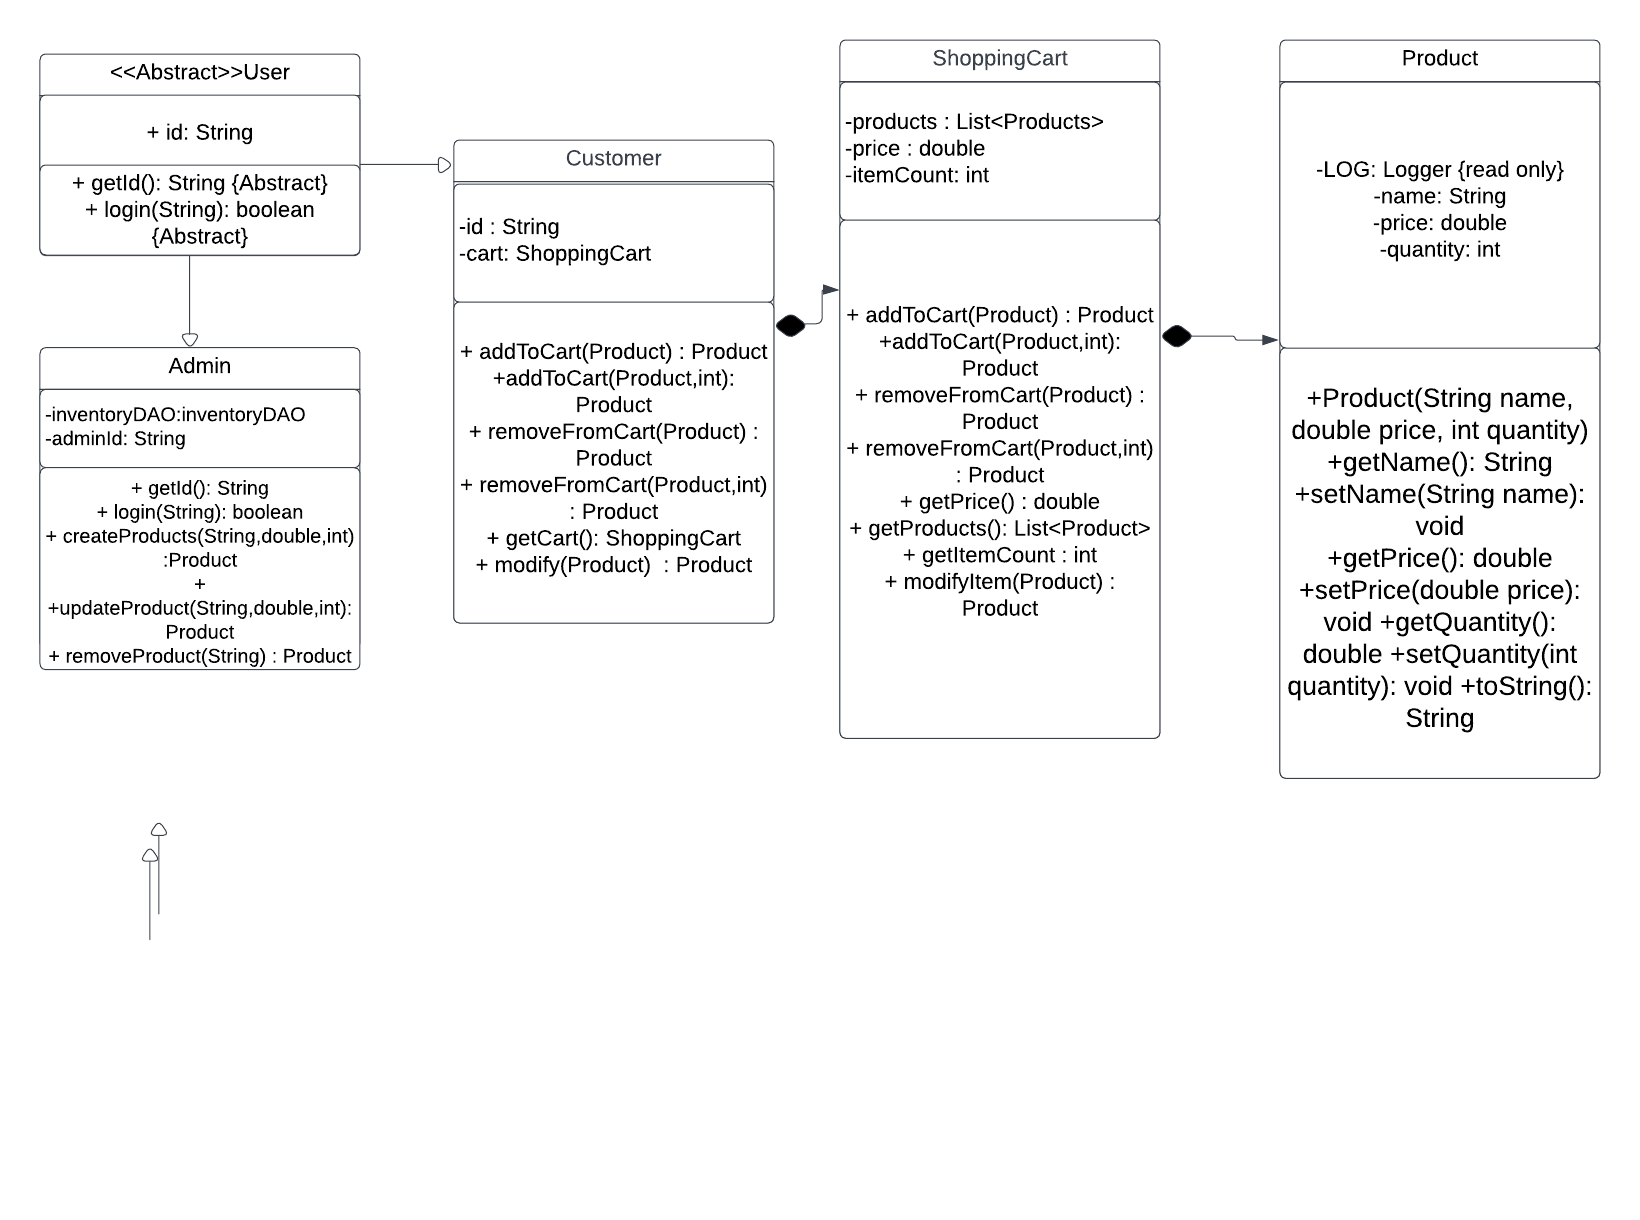 <<Abstract>>User
+ id: String
+ getId(): String {Abstract}
+ login(String): boolean
{Abstract}
Admin
-inventoryDAO:inventoryDAO
-adminId: String
+ getId(): String
+ login(String): boolean
+ createProducts(String,double,int)
:Product
+
+updateProduct(String,double,int):
Product
+ removeProduct(String) : Product
Customer
-id : String
-cart: ShoppingCart
+ addToCart(Product) : Product
+addToCart(Product,int):
Product
+ removeFromCart(Product) :
Product
+ removeFromCart(Product,int)
: Product
+ getCart(): ShoppingCart
+ modify(Product)  : Product
ShoppingCart
-products : List<Products>
-price : double
-itemCount: int
+ addToCart(Product) : Product
+addToCart(Product,int):
Product
+ removeFromCart(Product) :
Product
+ removeFromCart(Product,int)
: Product
+ getPrice() : double
+ getProducts(): List<Product>
+ getItemCount : int
+ modifyItem(Product) :
Product
Product
-LOG: Logger {read only}
-name: String
-price: double
-quantity: int
+Product(String name,
double price, int quantity)
+getName(): String
+setName(String name):
void
+getPrice(): double
+setPrice(double price):
void +getQuantity():
double +setQuantity(int
quantity): void +toString():
String